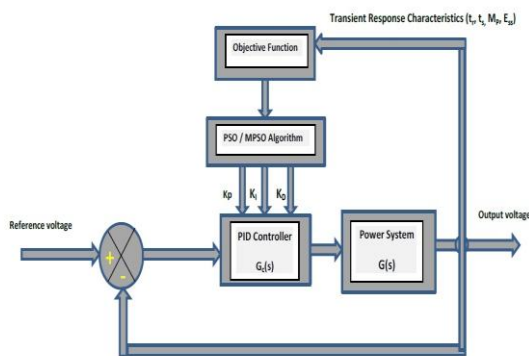 Transient Response Characteristics (tr, ts, MP, Ess)
Objective Function
PSO / MPSO Algorithm
Kp KI KD
Reference voltage
Output voltage
PID Controller
Gc(s)
Power System
G(s)
+
-